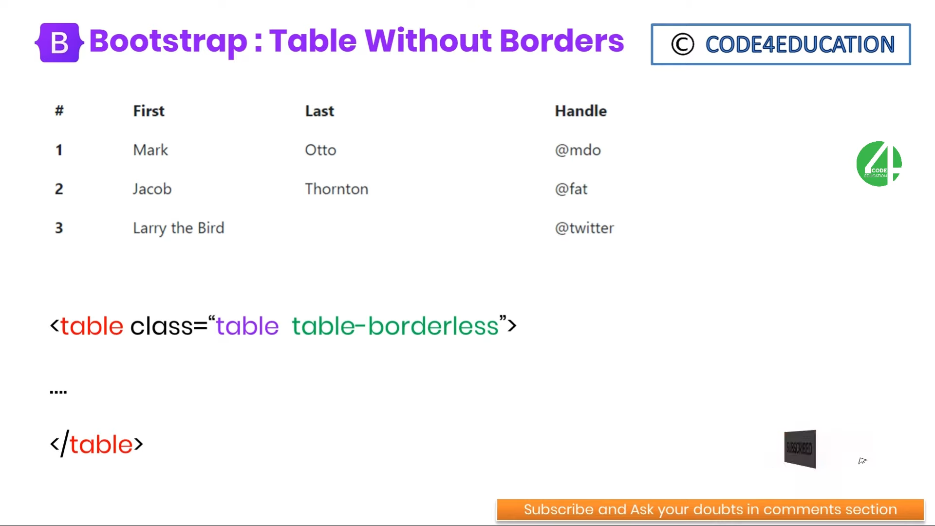 B Bootstrap : Table Without Borders
© CODE4EDUCATION
# First Last Handle
1 Mark Otto @mdo
2 Jacob Thornton @fat
3 Larry the Bird @twitter
4
CODE
<table class=“table table-borderless”>
....
</table>
SUBSCRIBED
Subscribe and Ask your doubts in comments section